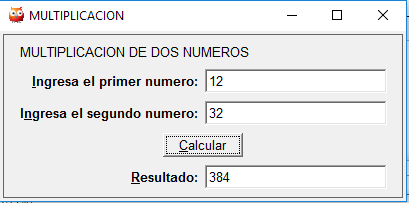 MULTIPLICACION
MULTIPLICACION DE DOS NUMEROS
Ingresa el primer numero: 12
Ingresa el segundo numero: 32
Calcular
Resultado: 384